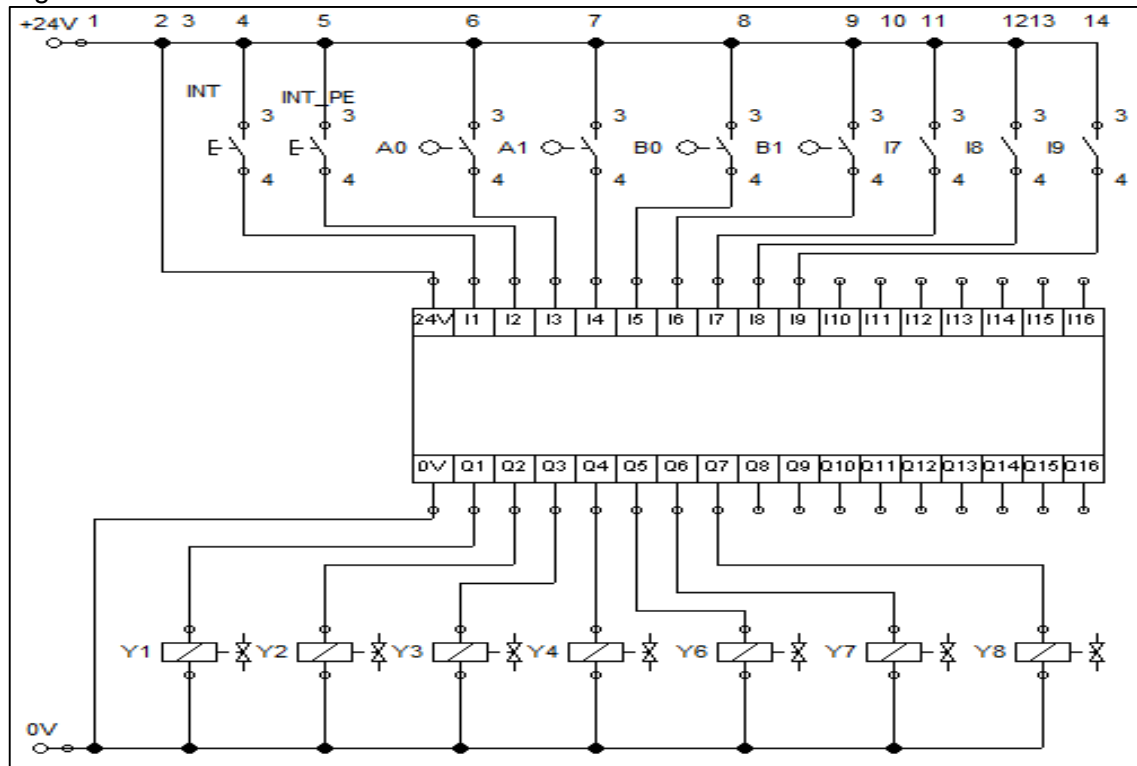 +24V 1 2 3 4 5 6 7 8 9 10 11 1213 14
INT INT_PE
3 3 3 3 3 3 3 3 3
A0 A1 B0 B1 I7 I8 I9
4 4 4 4 4 4 4 4 4
24V I1 I2 I3 I4 I5 I6 I7 I8 I9 I10 I11 I12 I13 I14 I15 I16
0V Q1 Q2 Q3 Q4 Q5 Q6 Q7 Q8 Q9 Q10 Q11 Q12 Q13 Q14 Q15 Q16
Y1 Y2 Y3 Y4 Y6 Y7 Y8
0V